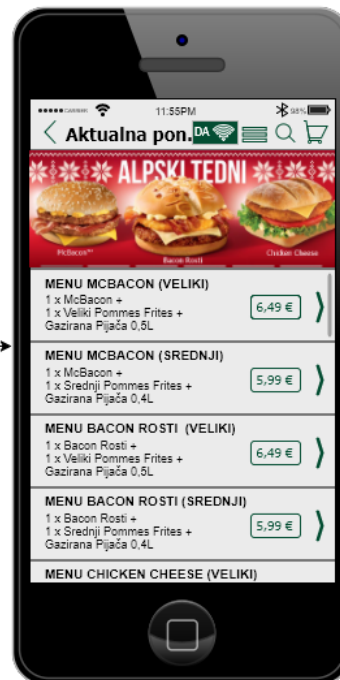 11:55PM
98%
Aktualna pon.
DA
ALPSKI TEDNI
McBacon™
Bacon Rosti
Chicken Cheese
MENU MCBACON (VELIKI)
1 x McBacon +
1 x Veliki Pommes Frites +
Gazirana Pijača 0,5L
6,49 €
MENU MCBACON (SREDNJI)
1 x McBacon +
1 x Srednji Pommes Frites +
Gazirana Pijača 0,4L
5,99 €
MENU BACON ROSTI (VELIKI)
1 x Bacon Rosti +
1 x Veliki Pommes Frites +
Gazirana Pijača 0,5L
6,49 €
MENU BACON ROSTI (SREDNJI)
1 x Bacon Rosti +
1 x Srednji Pommes Frites +
Gazirana Pijača 0,4L
5,99 €
MENU CHICKEN CHEESE (VELIKI)